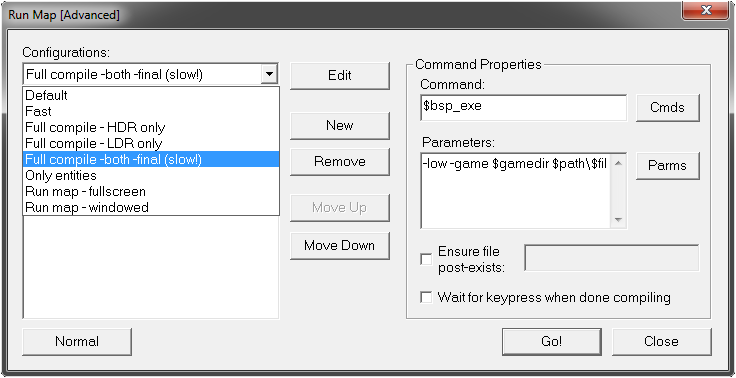 Run Map [Advanced]
Configurations:
Full compile -both -final (slow!)
Default
Fast
Full compile - HDR only
Full compile - LDR only
Full compile -both -final (slow!)
Only entities
Run map - fullscreen
Run map - windowed
Edit
New
Remove
Move Up
Move Down
Command Properties
Command:
$bsp_exe
Cmds
Parameters:
-low -game $gamedir $path\$fil
Parms
Ensure file
post-exists:
Wait for keypress when done compiling
Normal
Go!
Close